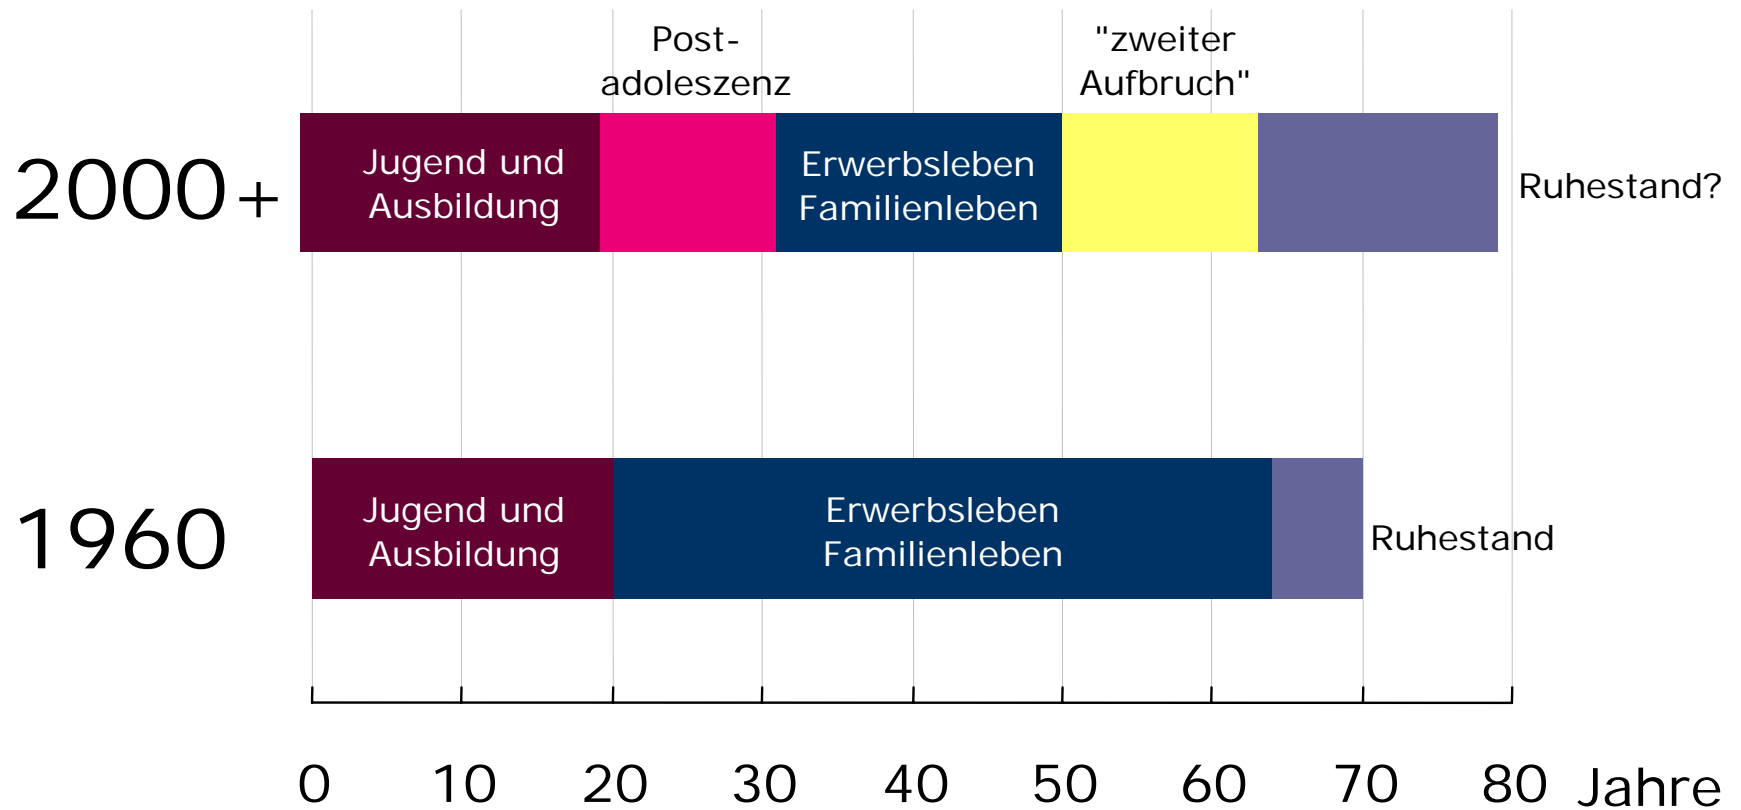 Post-
adoleszenz
"zweiter
Aufbruch"
2000+
Jugend und
Ausbildung
Erwerbsleben
Familienleben
Ruhestand?
1960
Jugend und
Ausbildung
Erwerbsleben
Familienleben
Ruhestand
0 10 20 30 40 50 60 70 80 Jahre